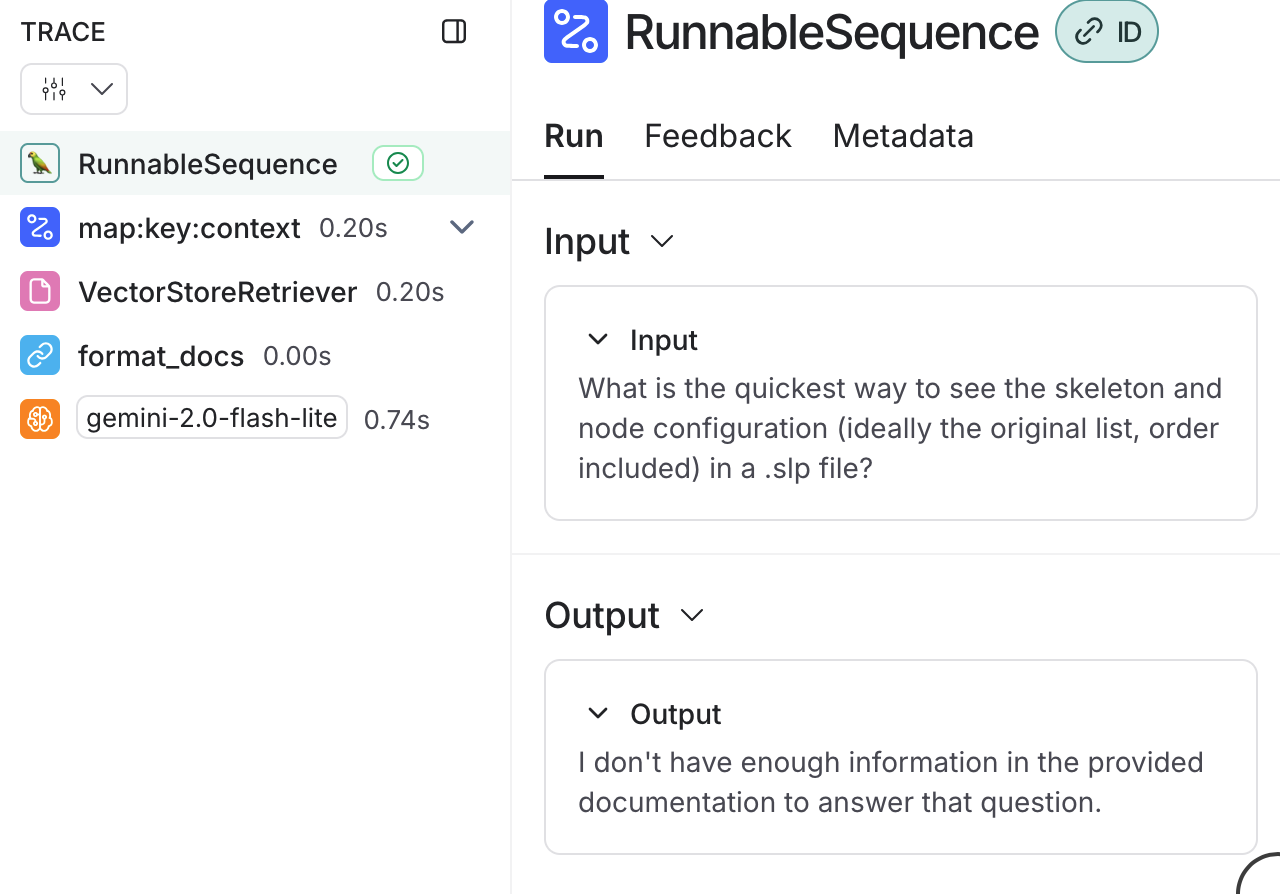 TRACE
RunnableSequence
map:key:context 0.20s
VectorStoreRetriever 0.20s
format_docs 0.00s
gemini-2.0-flash-lite 0.74s
RunnableSequence ID
Run Feedback Metadata
Input
Input
What is the quickest way to see the skeleton and
node configuration (ideally the original list, order
included) in a .slp file?
Output
Output
I don't have enough information in the provided
documentation to answer that question.